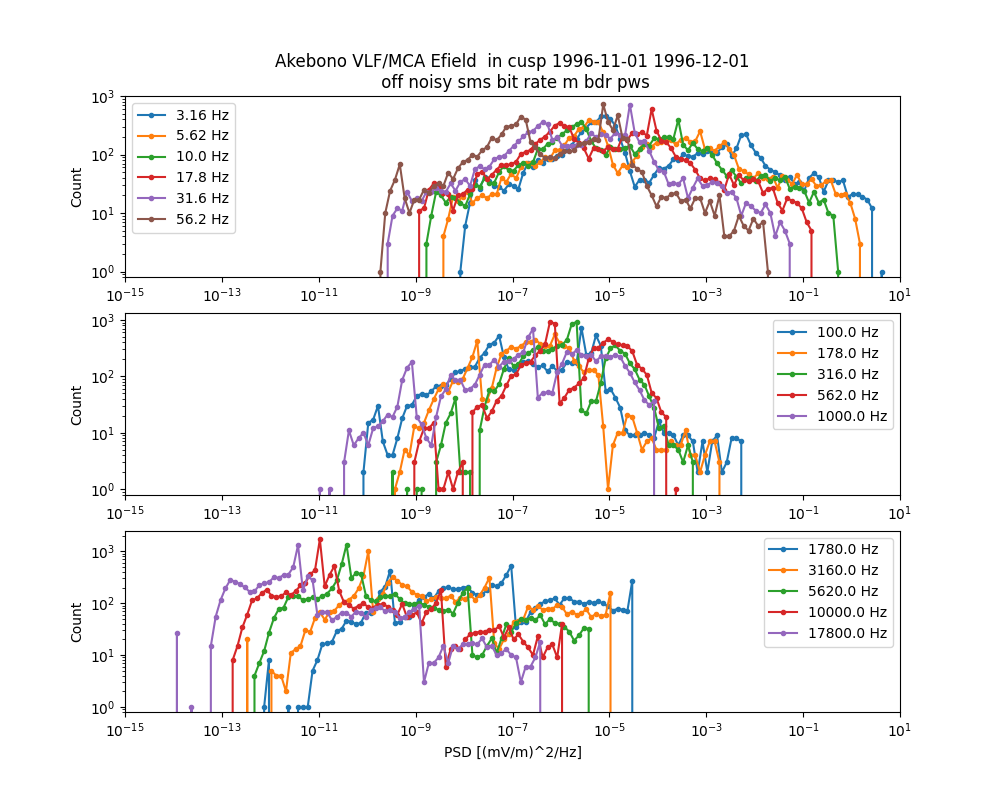 Akebono VLF/MCA Efield  in cusp 1996-11-01 1996-12-01
off noisy sms bit rate m bdr pws
10^3
10^2
10^1
10^0
Count
3.16 Hz
5.62 Hz
10.0 Hz
17.8 Hz
31.6 Hz
56.2 Hz
10^-15 10^-13 10^-11 10^-9 10^-7 10^-5 10^-3 10^-1 10^1
10^3
10^2
10^1
10^0
Count
100.0 Hz
178.0 Hz
316.0 Hz
562.0 Hz
1000.0 Hz
10^-15 10^-13 10^-11 10^-9 10^-7 10^-5 10^-3 10^-1 10^1
10^3
10^2
10^1
10^0
Count
1780.0 Hz
3160.0 Hz
5620.0 Hz
10000.0 Hz
17800.0 Hz
10^-15 10^-13 10^-11 10^-9 10^-7 10^-5 10^-3 10^-1 10^1
PSD [(mV/m)^2/Hz]